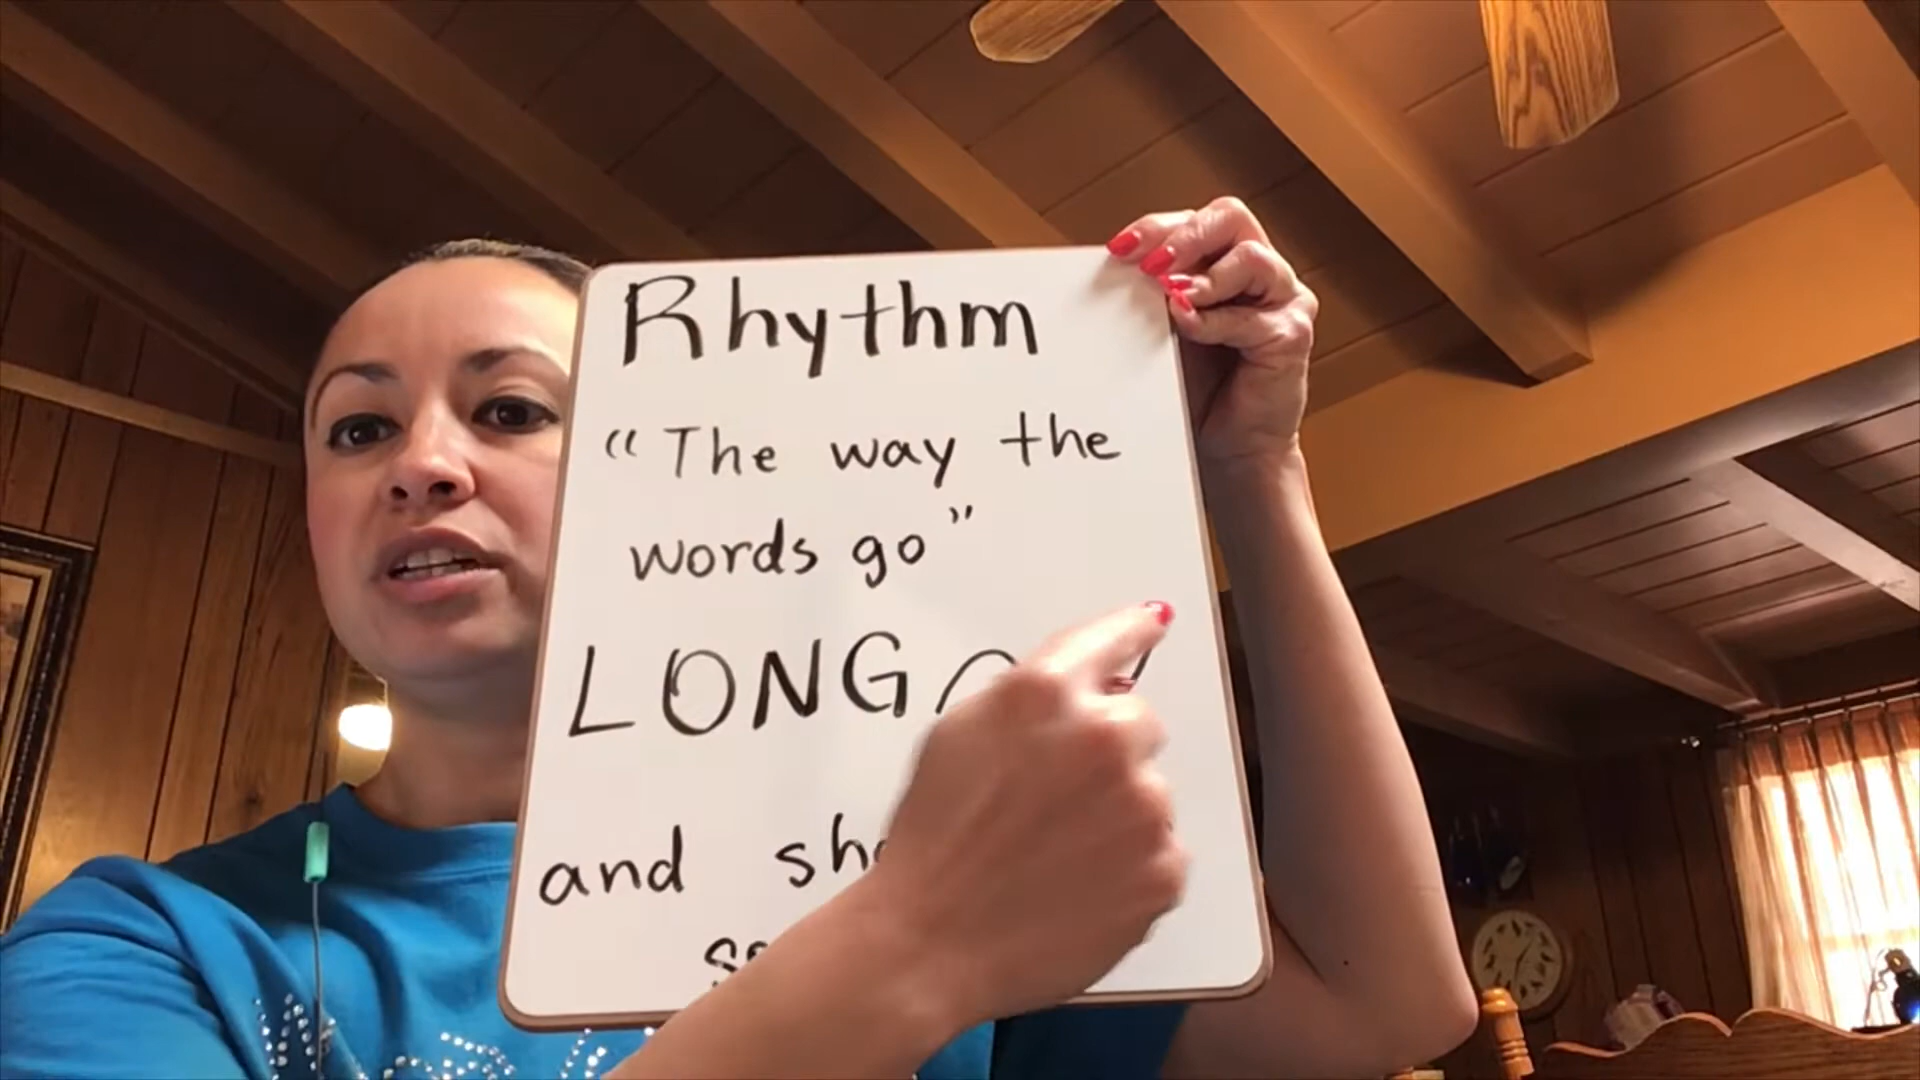 Rhythm
“The way the
words go”
LONG
and